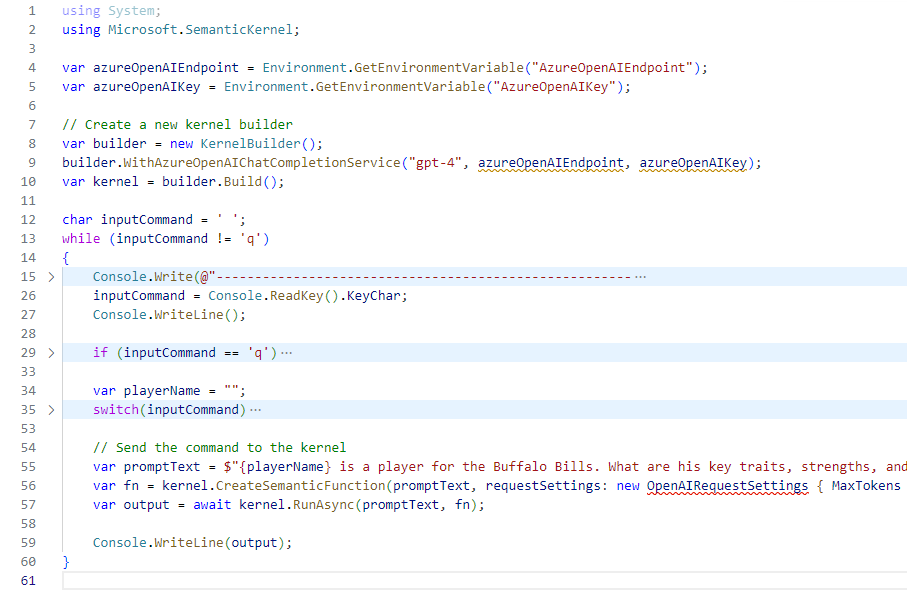 1 using System;
2 using Microsoft.SemanticKernel;
3
4 var azureOpenAIEndpoint = Environment.GetEnvironmentVariable("AzureOpenAIEndpoint");
5 var azureOpenAIKey = Environment.GetEnvironmentVariable("AzureOpenAIKey");
6
7 // Create a new kernel builder
8 var builder = new KernelBuilder();
9 builder.WithAzureOpenAIChatCompletionService("gpt-4", azureOpenAIEndpoint, azureOpenAIKey);
10 var kernel = builder.Build();
11
12 char inputCommand = ' ';
13 while (inputCommand != 'q')
14 {
15 Console.Write(@"------------------------------------------------------ ⋯
26 inputCommand = Console.ReadKey().KeyChar;
27 Console.WriteLine();
28
29 if (inputCommand == 'q') ⋯
33
34 var playerName = "";
35 switch(inputCommand) ⋯
53
54 // Send the command to the kernel
55 var promptText = $"{playerName} is a player for the Buffalo Bills. What are his key traits, strengths, and
56 var fn = kernel.CreateSemanticFunction(promptText, requestSettings: new OpenAIRequestSettings { MaxTokens
57 var output = await kernel.RunAsync(promptText, fn);
58
59 Console.WriteLine(output);
60 }
61